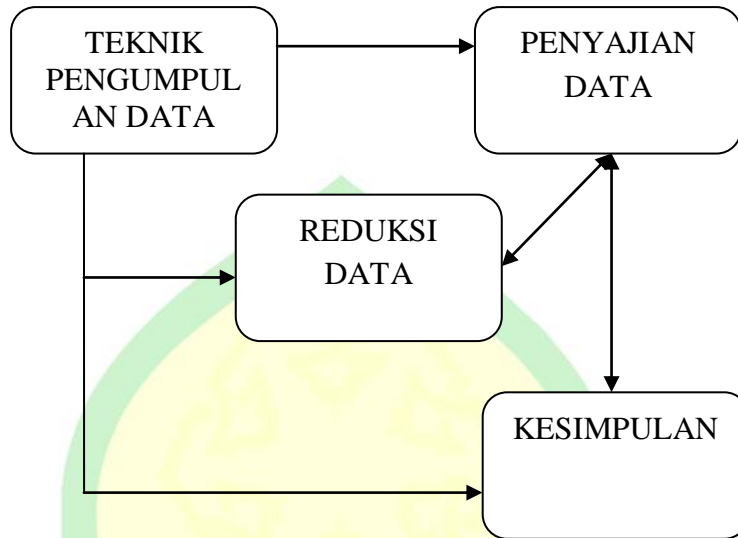 TEKNIK
PENGUMPUL
AN DATA
PENYAJIAN
DATA
REDUKSI
DATA
KESIMPULAN